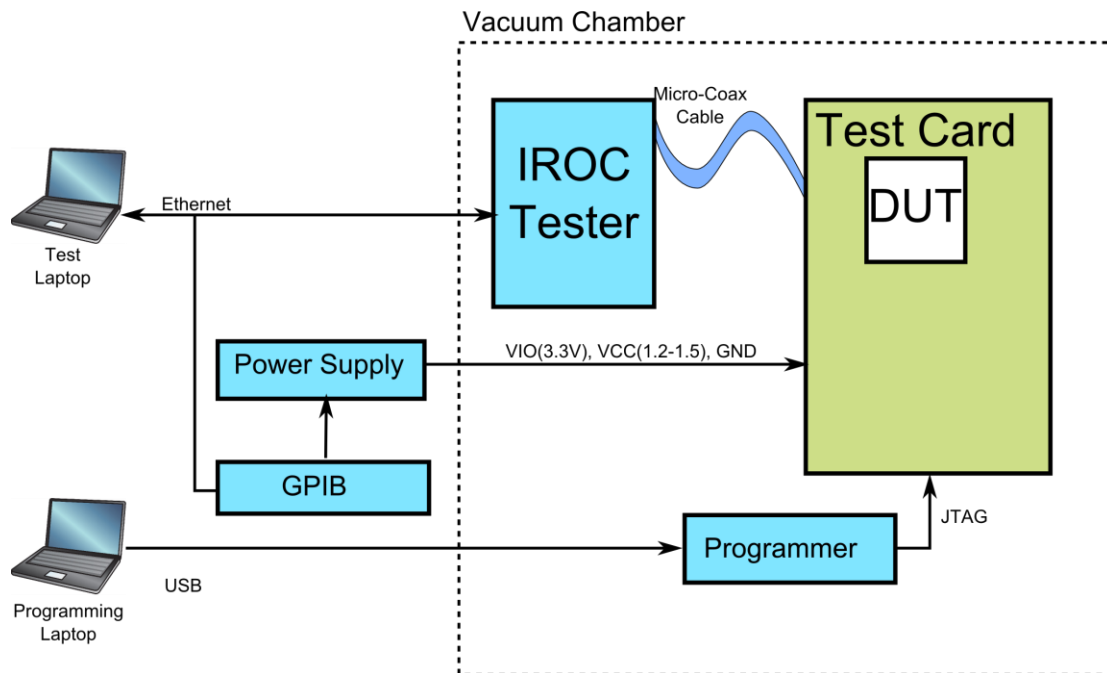 Vacuum Chamber
Micro-Coax
Cable
IROC
Tester
Test Card
DUT
Ethernet
Test
Laptop
VIO(3.3V), VCC(1.2-1.5), GND
Power Supply
GPIB
JTAG
Programmer
USB
Programming
Laptop